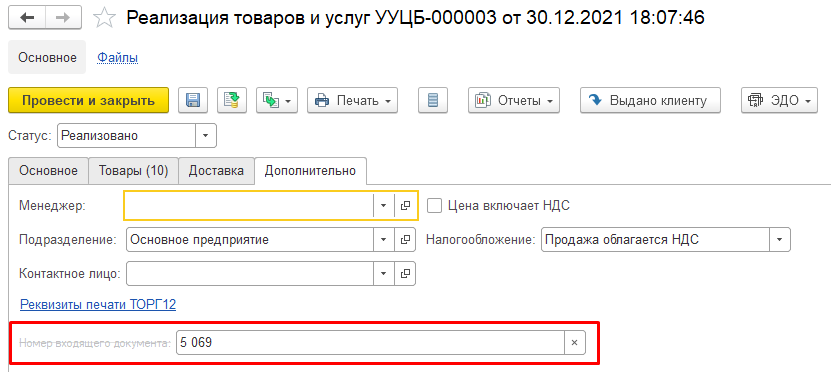 Реализация товаров и услуг УУЦБ-000003 от 30.12.2021 18:07:46
Основное Файлы
Провести и закрыть Печать Отчеты Выдано клиенту ЭДО
Статус: Реализовано
Основное Товары (10) Доставка Дополнительно
Менеджер: Цена включает НДС
Подразделение: Основное предприятие Налогообложение: Продажа облагается НДС
Контактное лицо:
Реквизиты печати ТОРГ12
Номер входящего документа: 5 069